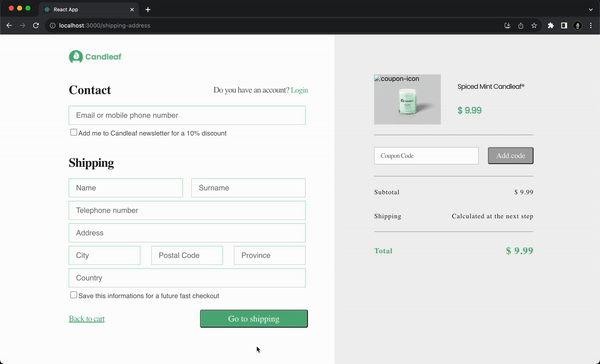 React App
localhost:3000/shipping-address
Candleaf
Contact
Do you have an account? Login
Email or mobile phone number
Add me to Candleaf newsletter for a 10% discount
Shipping
Name
Surname
Telephone number
Address
City
Postal Code
Province
Country
Save this informations for a future fast checkout
Back to cart
Go to shipping
coupon-icon
Spiced Mint Candleaf®
$ 9.99
Coupon Code
Add code
Subtotal
$ 9.99
Shipping
Calculated at the next step
Total
$ 9.99